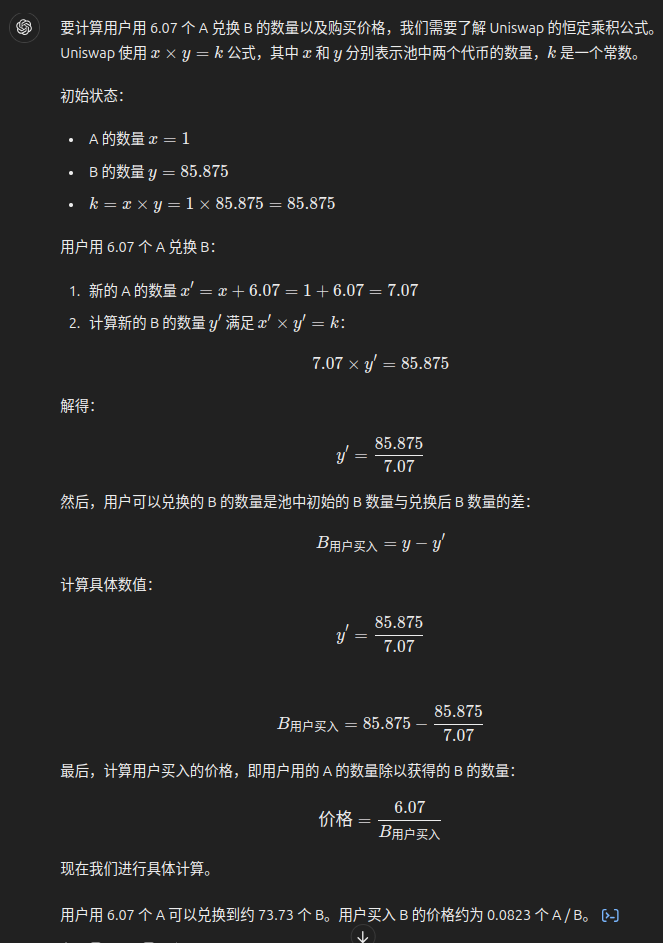 要计算用户用 6.07 个 A 兑换 B 的数量以及购买价格，我们需要了解 Uniswap 的恒定乘积公式。
Uniswap 使用 x × y = k 公式，其中 x 和 y 分别表示池中两个代币的数量，k 是一个常数。
初始状态：
• A 的数量 x = 1
• B 的数量 y = 85.875
• k = x × y = 1 × 85.875 = 85.875
用户用 6.07 个 A 兑换 B：
1. 新的 A 的数量 x′ = x + 6.07 = 1 + 6.07 = 7.07
2. 计算新的 B 的数量 y′ 满足 x′ × y′ = k：
7.07 × y′ = 85.875
解得：
y′ = 85.875 / 7.07
然后，用户可以兑换的 B 的数量是池中初始的 B 数量与兑换后 B 数量的差：
B用户买入 = y − y′
计算具体数值：
y′ = 85.875 / 7.07
B用户买入 = 85.875 − 85.875 / 7.07
最后，计算用户买入的价格，即用户用的 A 的数量除以获得的 B 的数量：
价格 = 6.07 / B用户买入
现在我们进行具体计算。
用户用 6.07 个 A 可以兑换到约 73.73 个 B。用户买入 B 的价格约为 0.0823 个 A / B。 [>-]